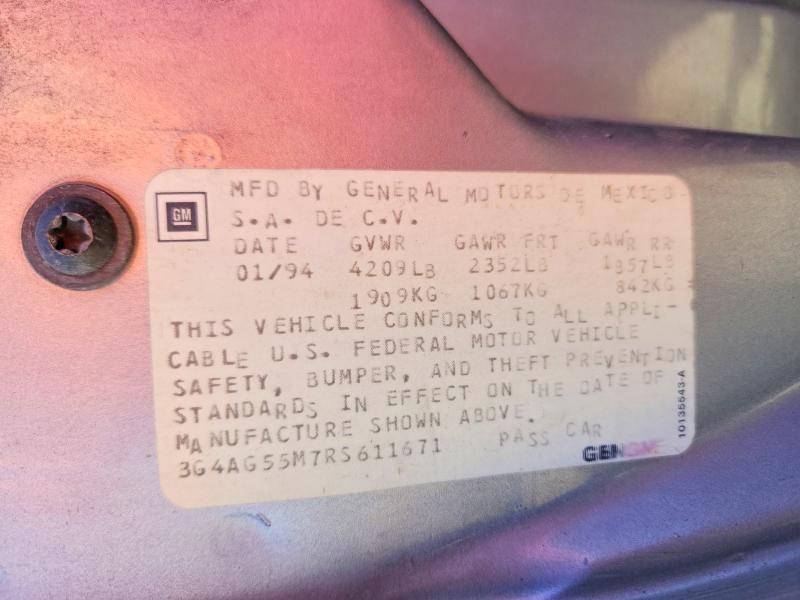 GM
MFD BY GENERAL MOTORS DE MEXICO
S.A. DE C.V.
DATE GVWR GAWR FRT GAWR RR
01/94 4209LB 2352LB 1857LB
1909KG 1067KG 842KG
THIS VEHICLE CONFORMS TO ALL APPLI-
CABLE U.S. FEDERAL MOTOR VEHICLE
SAFETY, BUMPER, AND THEFT PREVENTION
STANDARDS IN EFFECT ON THE DATE OF
MANUFACTURE SHOWN ABOVE.
3G4AG55M7RS611671 PASS CAR
GENGME
10135543-A